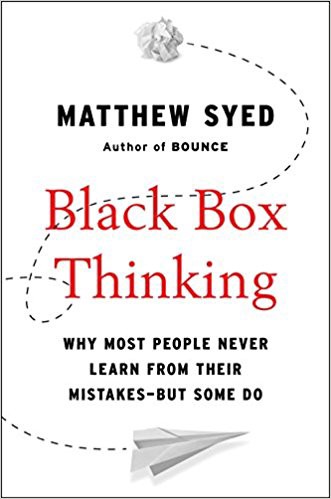 MATTHEW SYED
Author of BOUNCE
Black Box
Thinking
WHY MOST PEOPLE NEVER
LEARN FROM THEIR
MISTAKES–BUT SOME DO